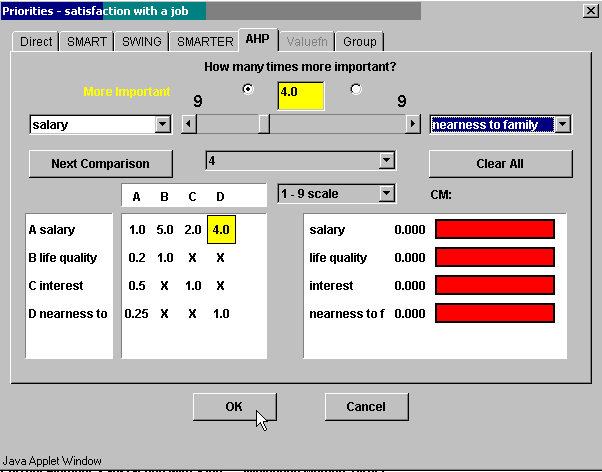 Priorities - satisfaction with a job
Direct SMART SWING SMARTER AHP Valuefn Group
How many times more important?
More Important 9 4.0 9
salary nearness to family
Next Comparison 4 Clear All
A B C D 1 - 9 scale CM:
A salary 1.0 5.0 2.0 4.0 salary 0.000
B life quality 0.2 1.0 X X life quality 0.000
C interest 0.5 X 1.0 X interest 0.000
D nearness to 0.25 X X 1.0 nearness to f 0.000
OK Cancel
Java Applet Window